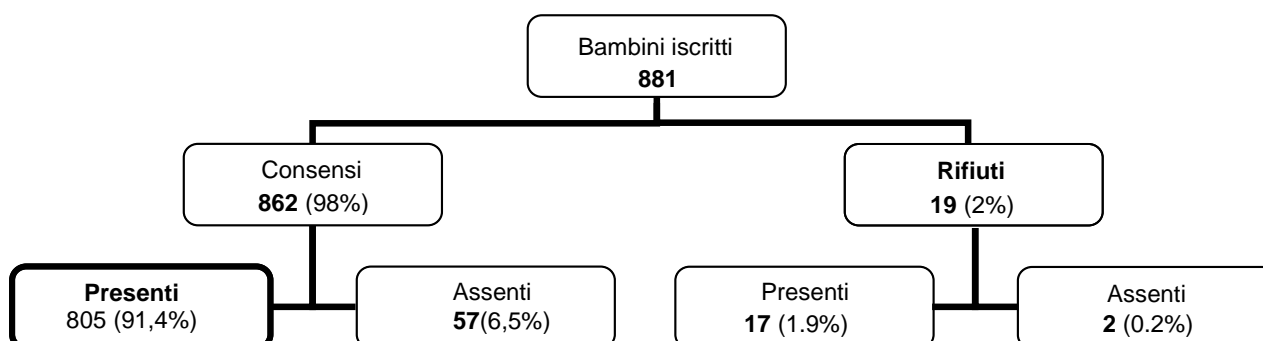 Bambini iscritti
881
Consensi
862 (98%)
Rifiuti
19 (2%)
Presenti
805 (91,4%)
Assenti
57(6,5%)
Presenti
17 (1.9%)
Assenti
2 (0.2%)